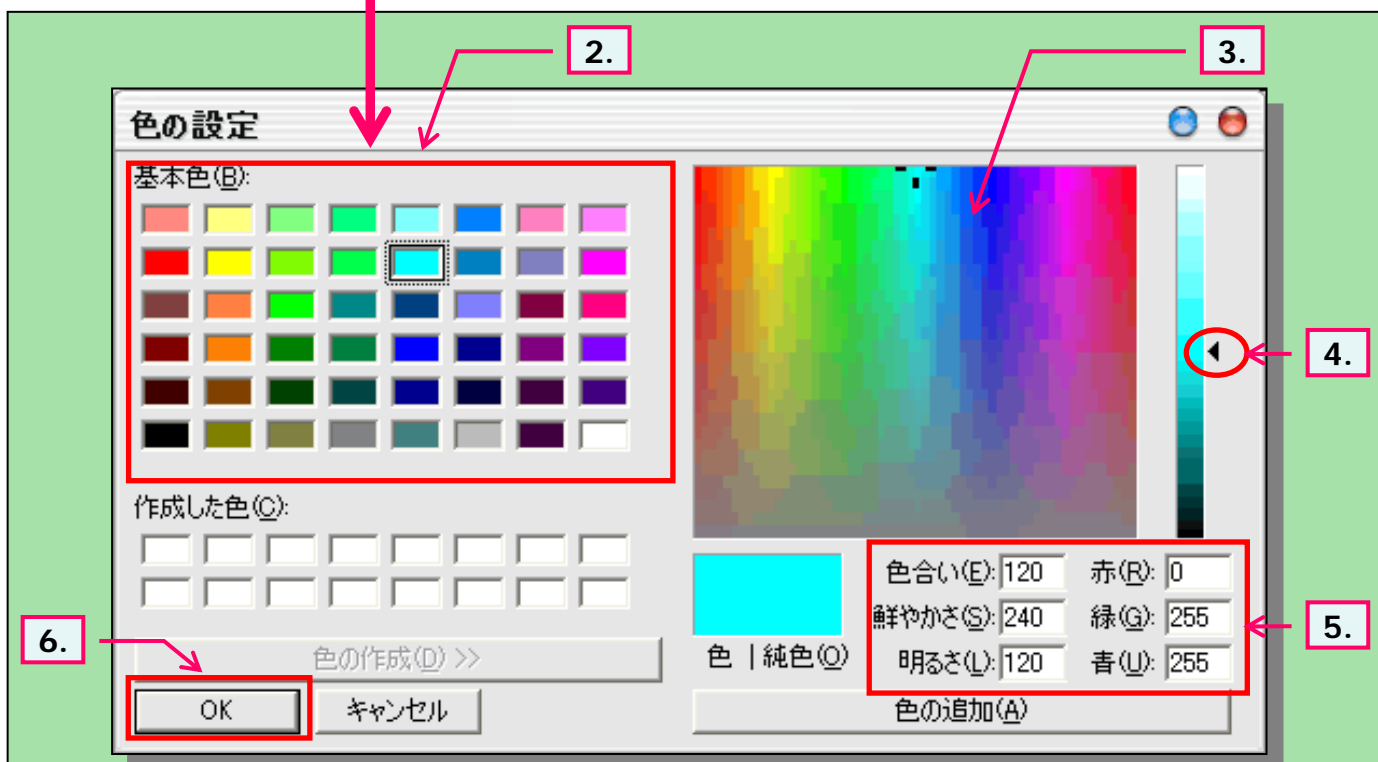 2.
3.
色の設定
基本色(B):
4.
作成した色(C):
色合い(E): 120 赤(R): 0
鮮やかさ(S): 240 緑(G): 255
5.
明るさ(L): 120 青(U): 255
6.
色の作成(D) >>
色 | 純色(O)
OK キャンセル
色の追加(A)